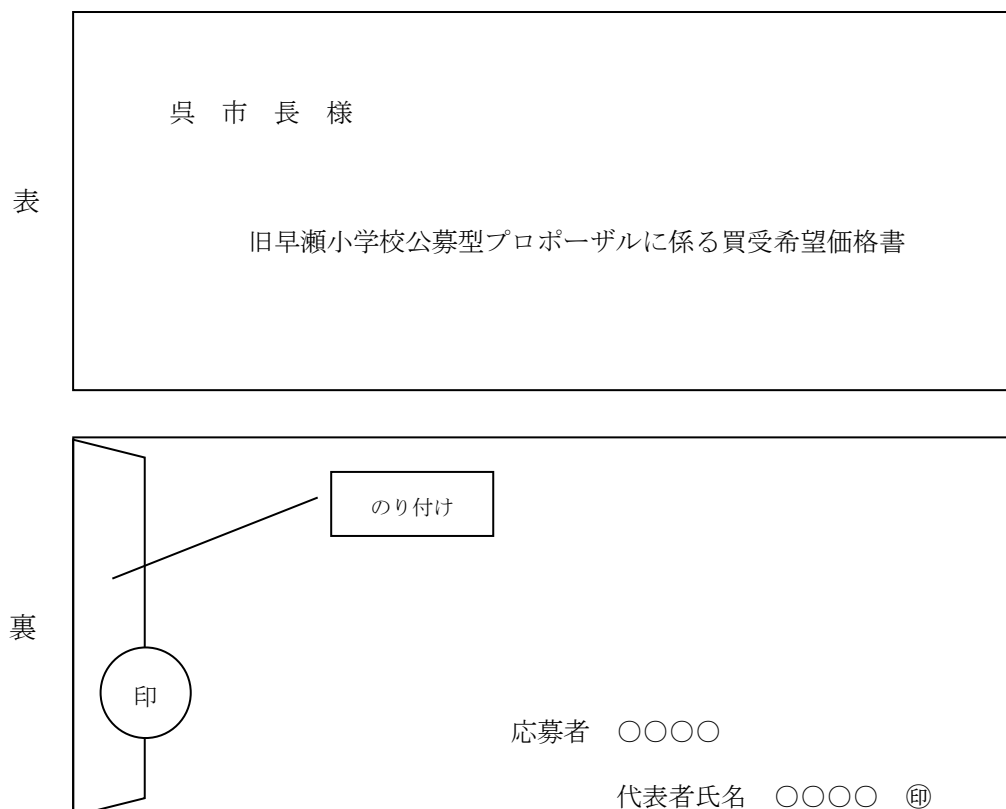 表
呉 市 長 様
旧早瀬小学校公募型プロポーザルに係る買受希望価格書
裏
のり付け
印
応募者 ○○○○
代表者氏名 ○○○○ ㊞